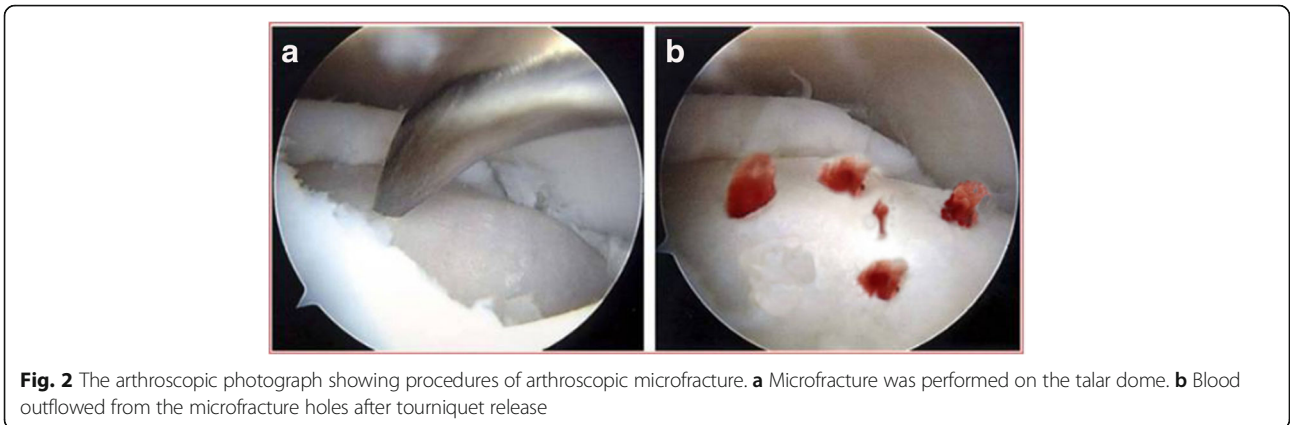 a
b
Fig. 2 The arthroscopic photograph showing procedures of arthroscopic microfracture. a Microfracture was performed on the talar dome. b Blood
outflowed from the microfracture holes after tourniquet release